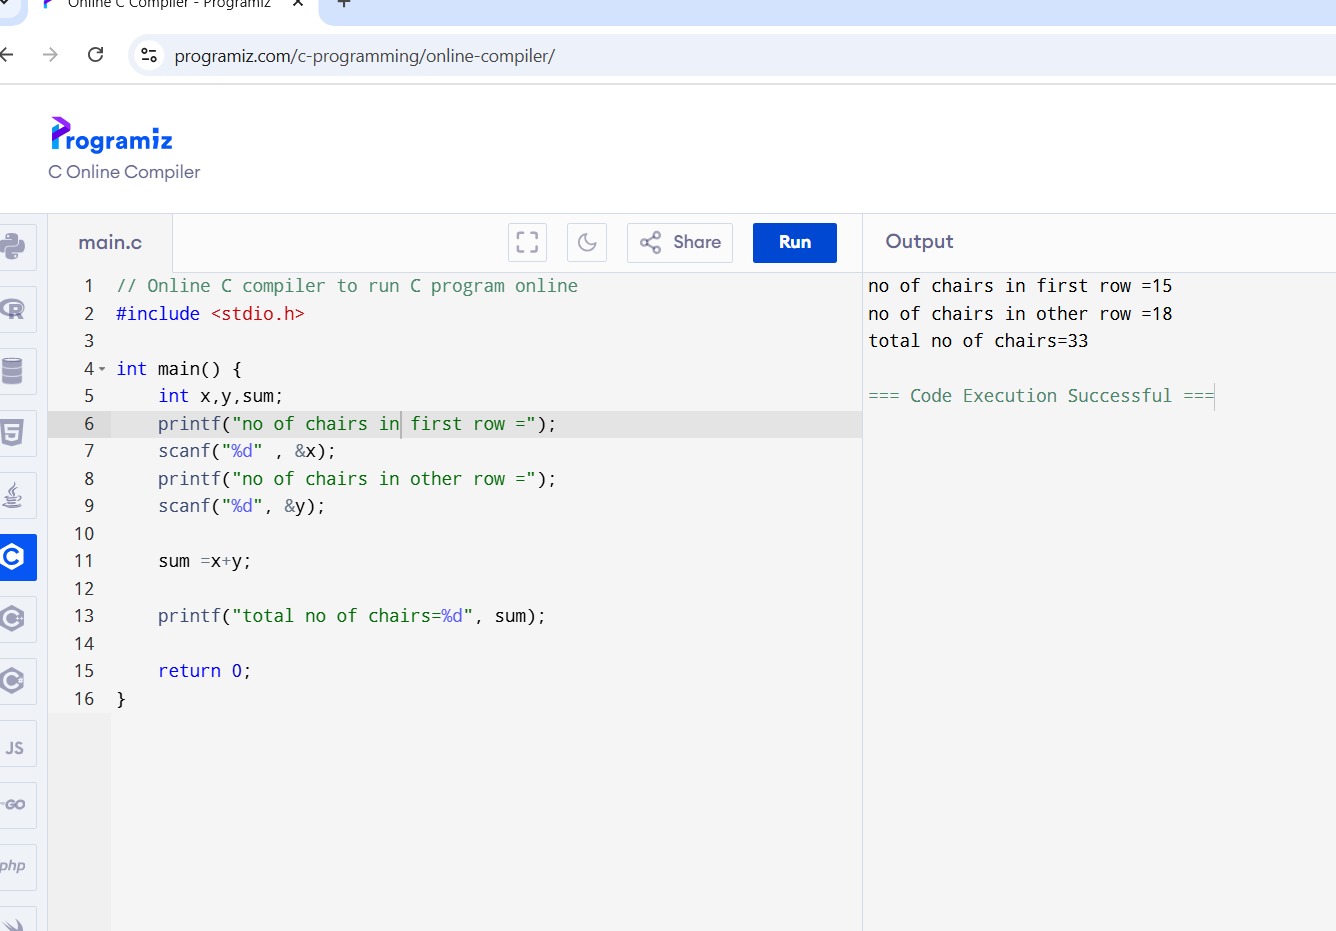 Online C Compiler - Programiz
programiz.com/c-programming/online-compiler/
Programiz
C Online Compiler
main.c
Share
Run
Output
1 // Online C compiler to run C program online
2 #include <stdio.h>
3
4 int main() {
5     int x,y,sum;
6     printf("no of chairs in first row =");
7     scanf("%d" , &x);
8     printf("no of chairs in other row =");
9     scanf("%d", &y);
10
11     sum =x+y;
12
13     printf("total no of chairs=%d", sum);
14
15     return 0;
16 }
no of chairs in first row =15
no of chairs in other row =18
total no of chairs=33
=== Code Execution Successful ===
R
5
C
C
C
JS
GO
php